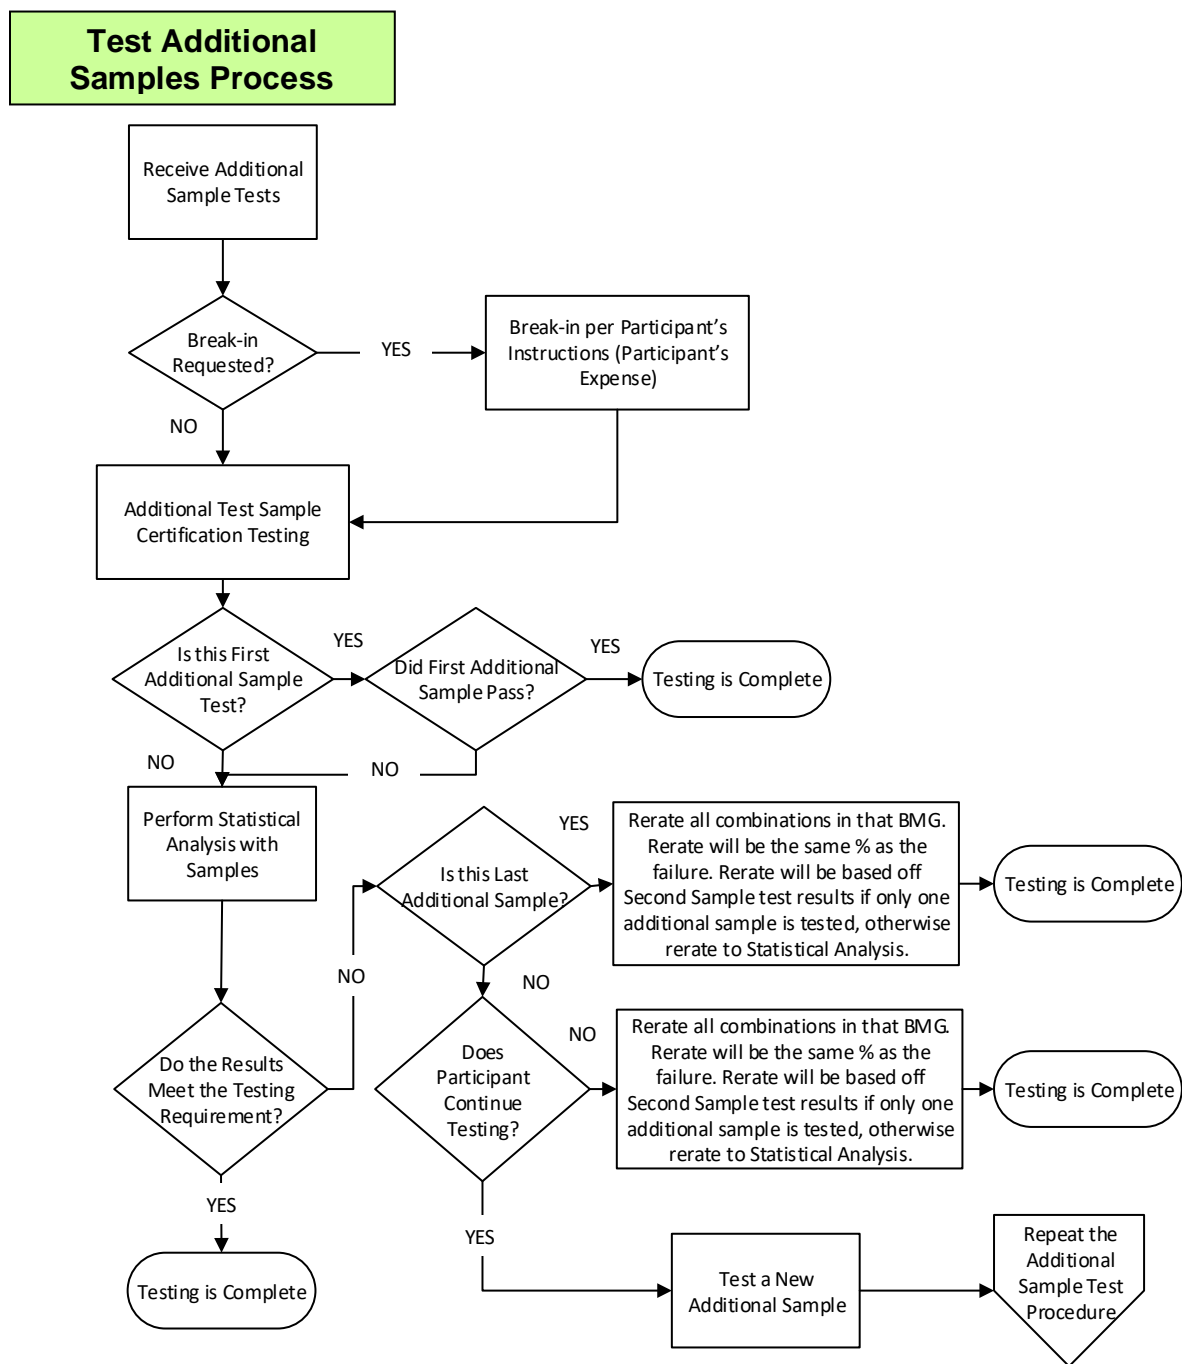 Test Additional
Samples Process
Receive Additional
Sample Tests
Break-in
Requested?
YES
Break-in per Participant’s
Instructions (Participant’s
Expense)
NO
Additional Test Sample
Certification Testing
Is this First
Additional Sample
Test?
YES
Did First Additional
Sample Pass?
YES
Testing is Complete
NO
NO
Perform Statistical
Analysis with
Samples
Is this Last
Additional Sample?
YES
Rerate all combinations in that BMG.
Rerate will be the same % as the
failure. Rerate will be based off
Second Sample test results if only one
additional sample is tested, otherwise
rerate to Statistical Analysis.
Testing is Complete
NO
NO
Do the Results
Meet the Testing
Requirement?
Does
Participant
Continue
Testing?
NO
Rerate all combinations in that BMG.
Rerate will be the same % as the
failure. Rerate will be based off
Second Sample test results if only one
additional sample is tested, otherwise
rerate to Statistical Analysis.
Testing is Complete
YES
Testing is Complete
YES
Test a New
Additional Sample
Repeat the
Additional
Sample Test
Procedure